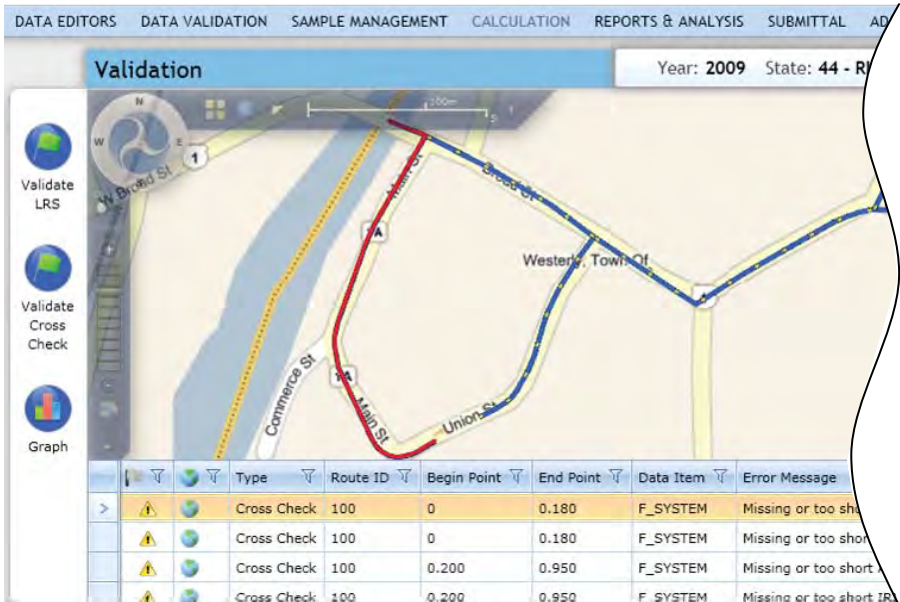 DATA EDITORS DATA VALIDATION SAMPLE MANAGEMENT CALCULATION REPORTS & ANALYSIS SUBMITTAL
Validation Year: 2009 State: 44 -
N
W E
S
300m
1
W Broad St
Main St
Broad St
1A
Westerly, Town Of
Validate
LRS
Validate
Cross
Check
Graph
Commerce St
Main St
Union St
Type Route ID Begin Point End Point Data Item Error Message
> Cross Check 100 0 0.180 F_SYSTEM Missing or too
Cross Check 100 0 0.180 F_SYSTEM Missing or too short
Cross Check 100 0.200 0.950 F_SYSTEM Missing or too short
Cross Check 100 0.200 0.950 F_SYSTEM Missing or too short IRI